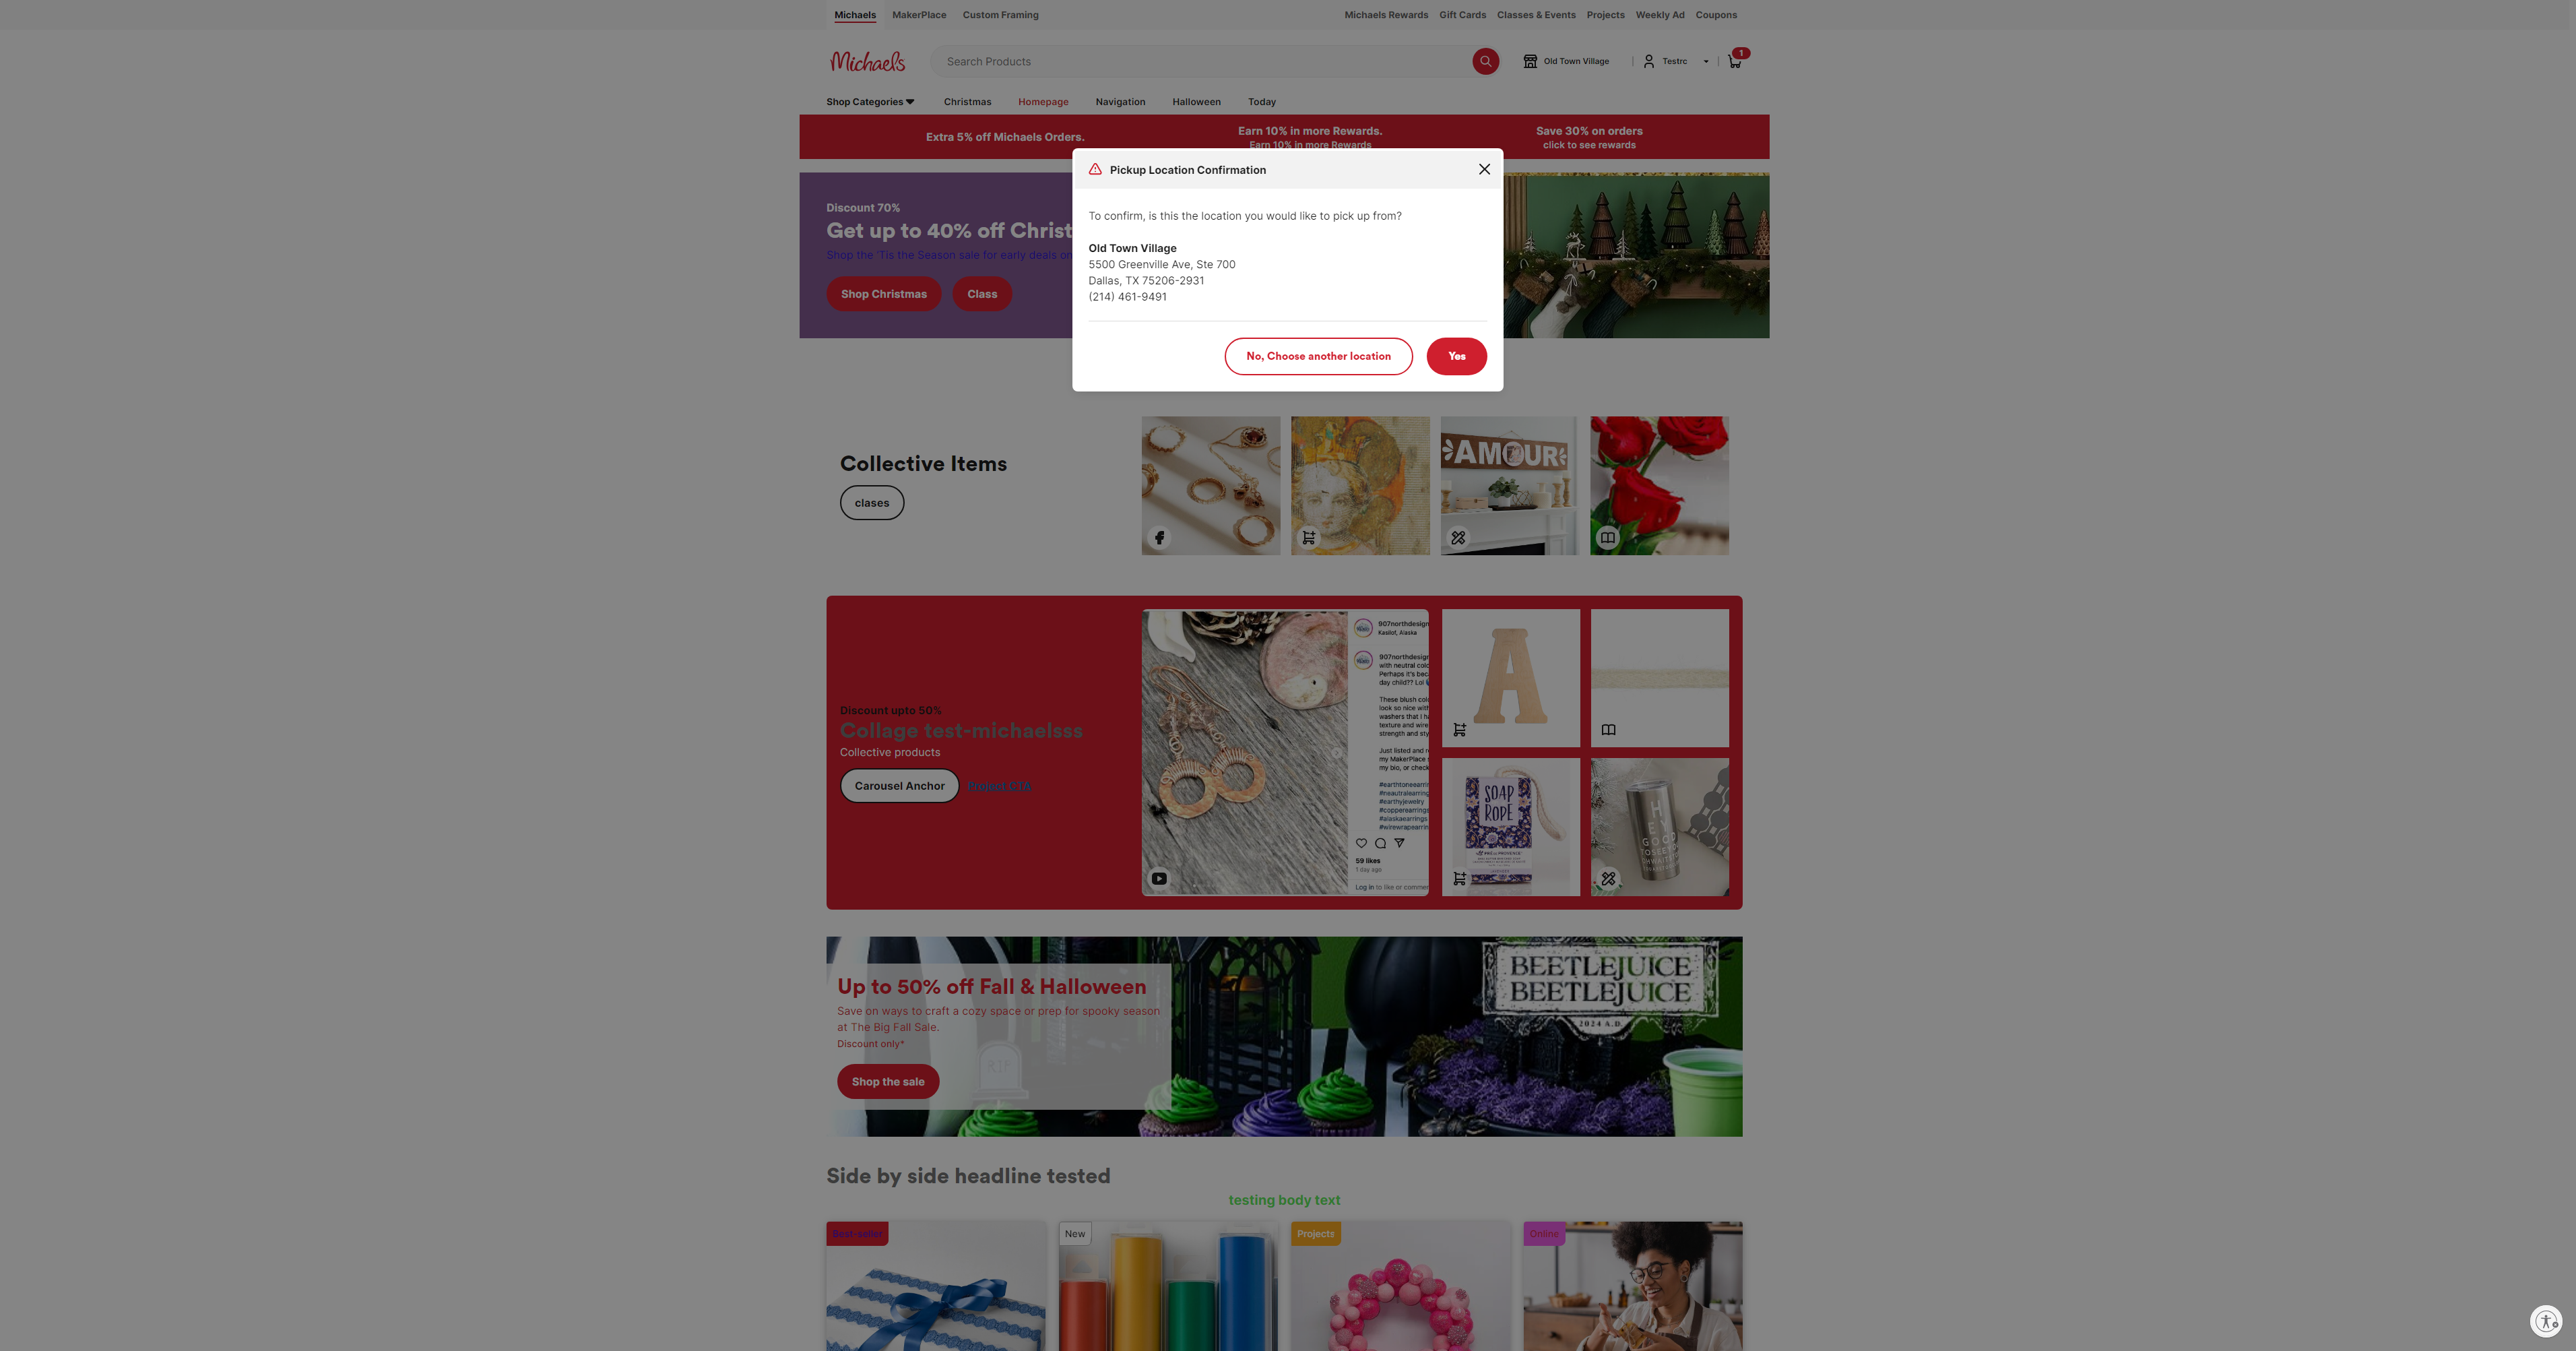 Michaels MakerPlace Custom Framing Michaels Rewards Gift Cards Classes & Events Projects Weekly Ad Coupons
Michaels Search Products Old Town Village Testrc 1
Shop Categories Christmas Homepage Navigation Halloween Today
Extra 5% off Michaels Orders.
Earn 10% in more Rewards.
Earn 10% in more Rewards
Save 30% on orders
click to see rewards
Pickup Location Confirmation
To confirm, is this the location you would like to pick up from?
Old Town Village
5500 Greenville Ave, Ste 700
Dallas, TX 75206-2931
(214) 461-9491
No, Choose another location Yes
Discount 70%
Get up to 40% off Christ
Shop the 'Tis the Season sale for early deals on
Shop Christmas Class
Collective Items
clases
AMOUR
Discount upto 50%
Collage test-michaelsss
Collective products
Carousel Anchor Project CTA
907northdesign
Kasilof, Alaska
907northdesign
with neutral colo
Perhaps it's beca
day child?? Lol
These blush colo
look so nice with
washers that I ha
texture and wire
strength and sty
Just listed and r
my MakerPlace
my bio, or check
#earthtonearri
#neautralearring
#earthyjewelry
#copperearrings
#alaskaearrings
#wirewrapearrin
59 likes
1 day ago
Log in to like or commen
A
SOAP
ROPE
Up to 50% off Fall & Halloween
Save on ways to craft a cozy space or prep for spooky season
at The Big Fall Sale.
Discount only*
Shop the sale
RIP
BEETLEJUICE
BEETLEJUICE
2024 A.D.
Side by side headline tested
testing body text
Best-seller New Projects Online